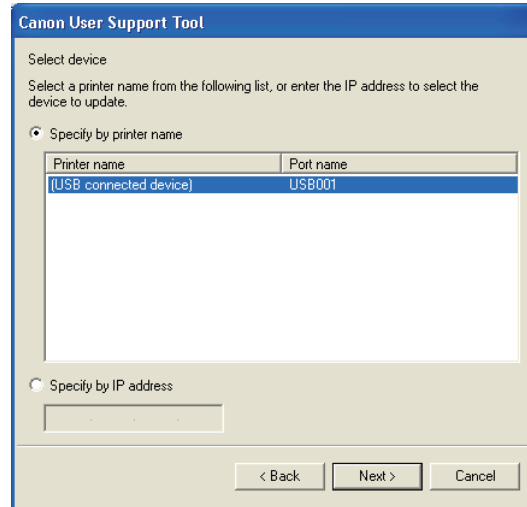 Canon User Support Tool
Select device
Select a printer name from the following list, or enter the IP address to select the
device to update.
Specify by printer name
Printer name Port name
(USB connected device) USB001
Specify by IP address
. . .
< Back Next > Cancel